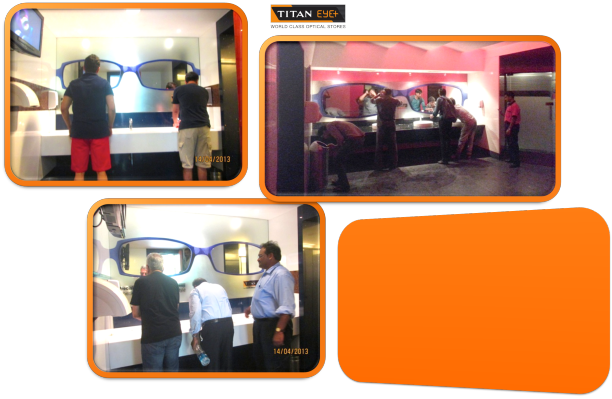 TITAN EYE+
WORLD CLASS OPTICAL STORES
14/04/2013
14/04/2013